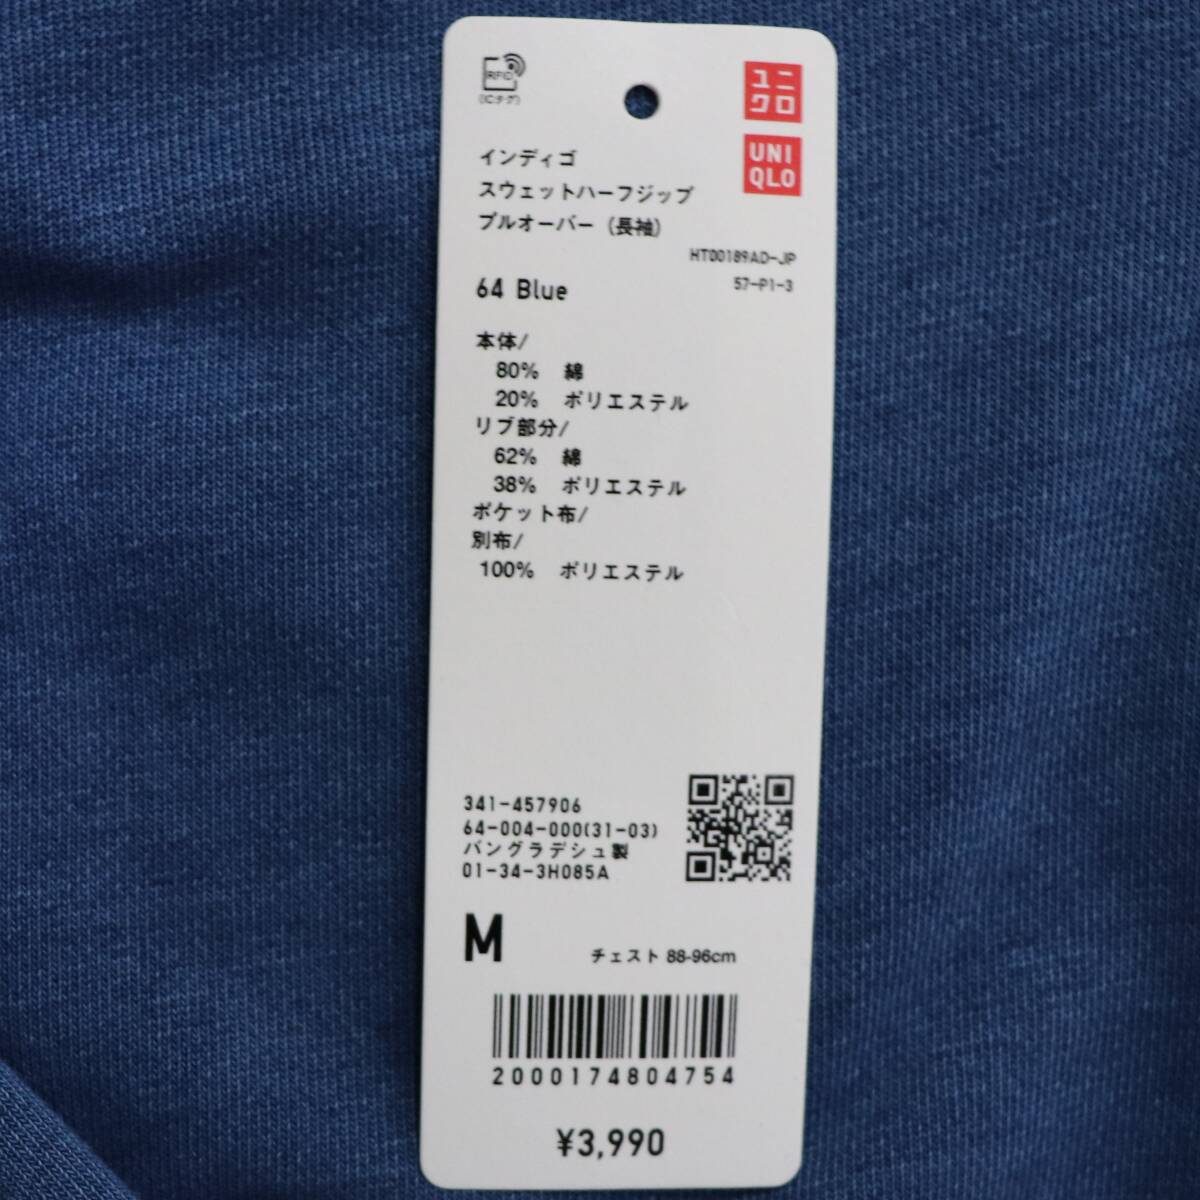 RFID
(ICタグ)
ユニ
クロ
UNI
QLO
インディゴ
スウェットハーフジップ
プルオーバー (長袖)
HT00189AD-JP
57-P1-3
64 Blue
本体/
80% 綿
20% ポリエステル
リブ部分/
62% 綿
38% ポリエステル
ポケット布/
別布/
100% ポリエステル
341-457906
64-004-000(31-03)
バングラデシュ製
01-34-3H085A
M
チェスト 88-96cm
2000174804754
¥3,990